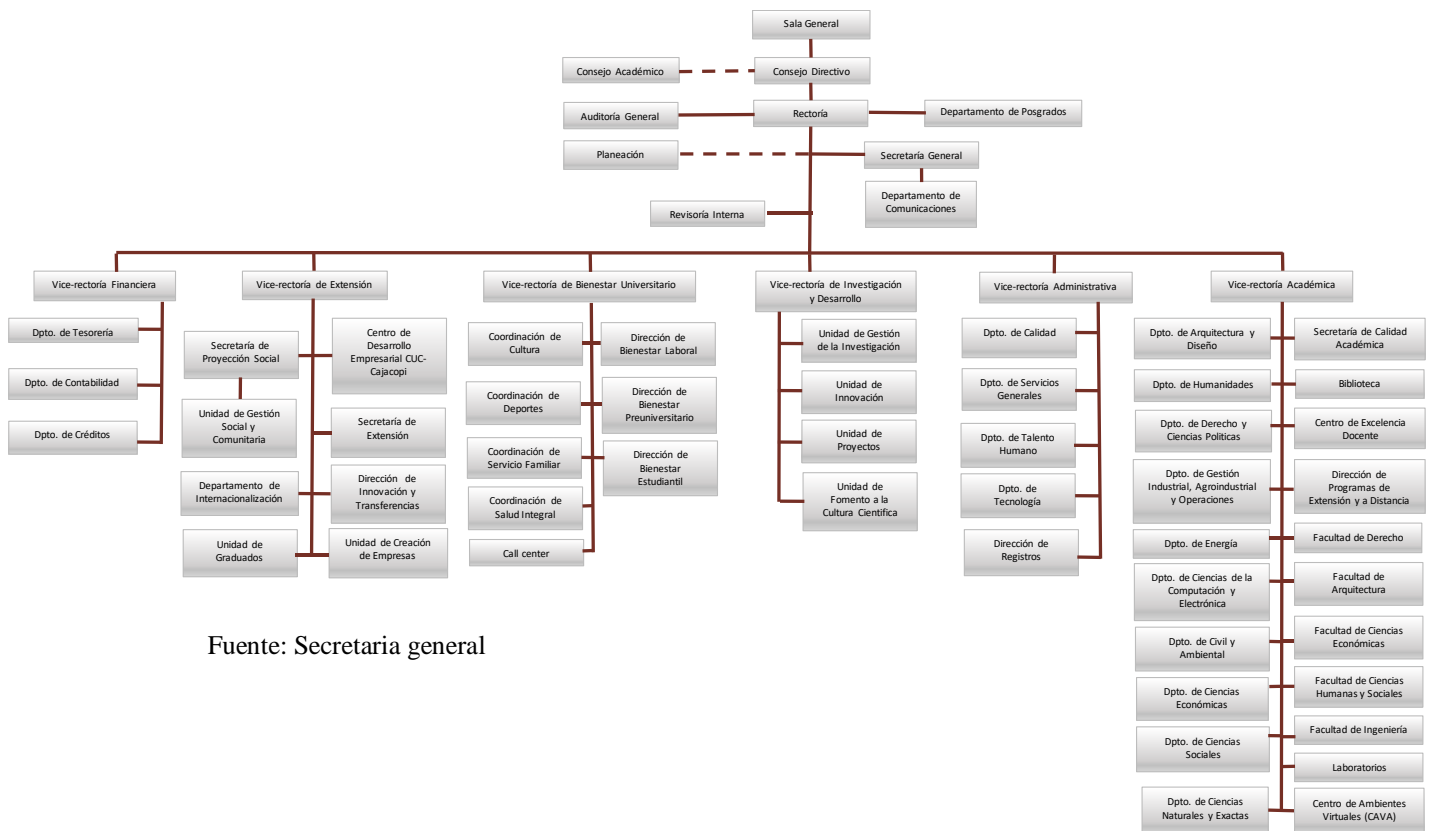 Sala General
Consejo Académico
Consejo Directivo
Auditoría General
Rectoría
Departamento de Posgrados
Planeación
Secretaría General
Departamento de
Comunicaciones
Revisoría Interna
Vice-rectoría Financiera
Dpto. de Tesorería
Dpto. de Contabilidad
Dpto. de Créditos
Vice-rectoría de Extensión
Secretaría de
Proyección Social
Centro de
Desarrollo
Empresarial CUC-
Cajacopi
Unidad de Gestión
Social y
Comunitaria
Secretaría de
Extensión
Departamento de
Internacionalización
Dirección de
Innovación y
Transferencias
Unidad de
Graduados
Unidad de Creación
de Empresas
Vice-rectoría de Bienestar Universitario
Coordinación de
Cultura
Dirección de
Bienestar Laboral
Coordinación de
Deportes
Dirección de
Bienestar
Preuniversitario
Coordinación de
Servicio Familiar
Dirección de
Bienestar
Estudiantil
Coordinación de
Salud Integral
Call center
Vice-rectoría de Investigación
y Desarrollo
Unidad de Gestión
de la Investigación
Unidad de
Innovación
Unidad de
Proyectos
Unidad de
Fomento a la
Cultura Cientifica
Vice-rectoría Administrativa
Dpto. de Calidad
Dpto. de Servicios
Generales
Dpto. de Talento
Humano
Dpto. de
Tecnología
Dirección de
Registros
Vice-rectoría Académica
Dpto. de Arquitectura y
Diseño
Secretaría de Calidad
Académica
Dpto. de Humanidades
Biblioteca
Dpto. de Derecho y
Ciencias Politicas
Centro de Excelencia
Docente
Dpto. de Gestión
Industrial, Agroindustrial
y Operaciones
Dirección de
Programas de
Extensión y a Distancia
Dpto. de Energía
Facultad de Derecho
Dpto. de Ciencias de la
Computación y
Electrónica
Facultad de
Arquitectura
Dpto. de Civil y
Ambiental
Facultad de Ciencias
Económicas
Dpto. de Ciencias
Económicas
Facultad de Ciencias
Humanas y Sociales
Dpto. de Ciencias
Sociales
Facultad de Ingeniería
Laboratorios
Dpto. de Ciencias
Naturales y Exactas
Centro de Ambientes
Virtuales (CAVA)
Fuente: Secretaria general